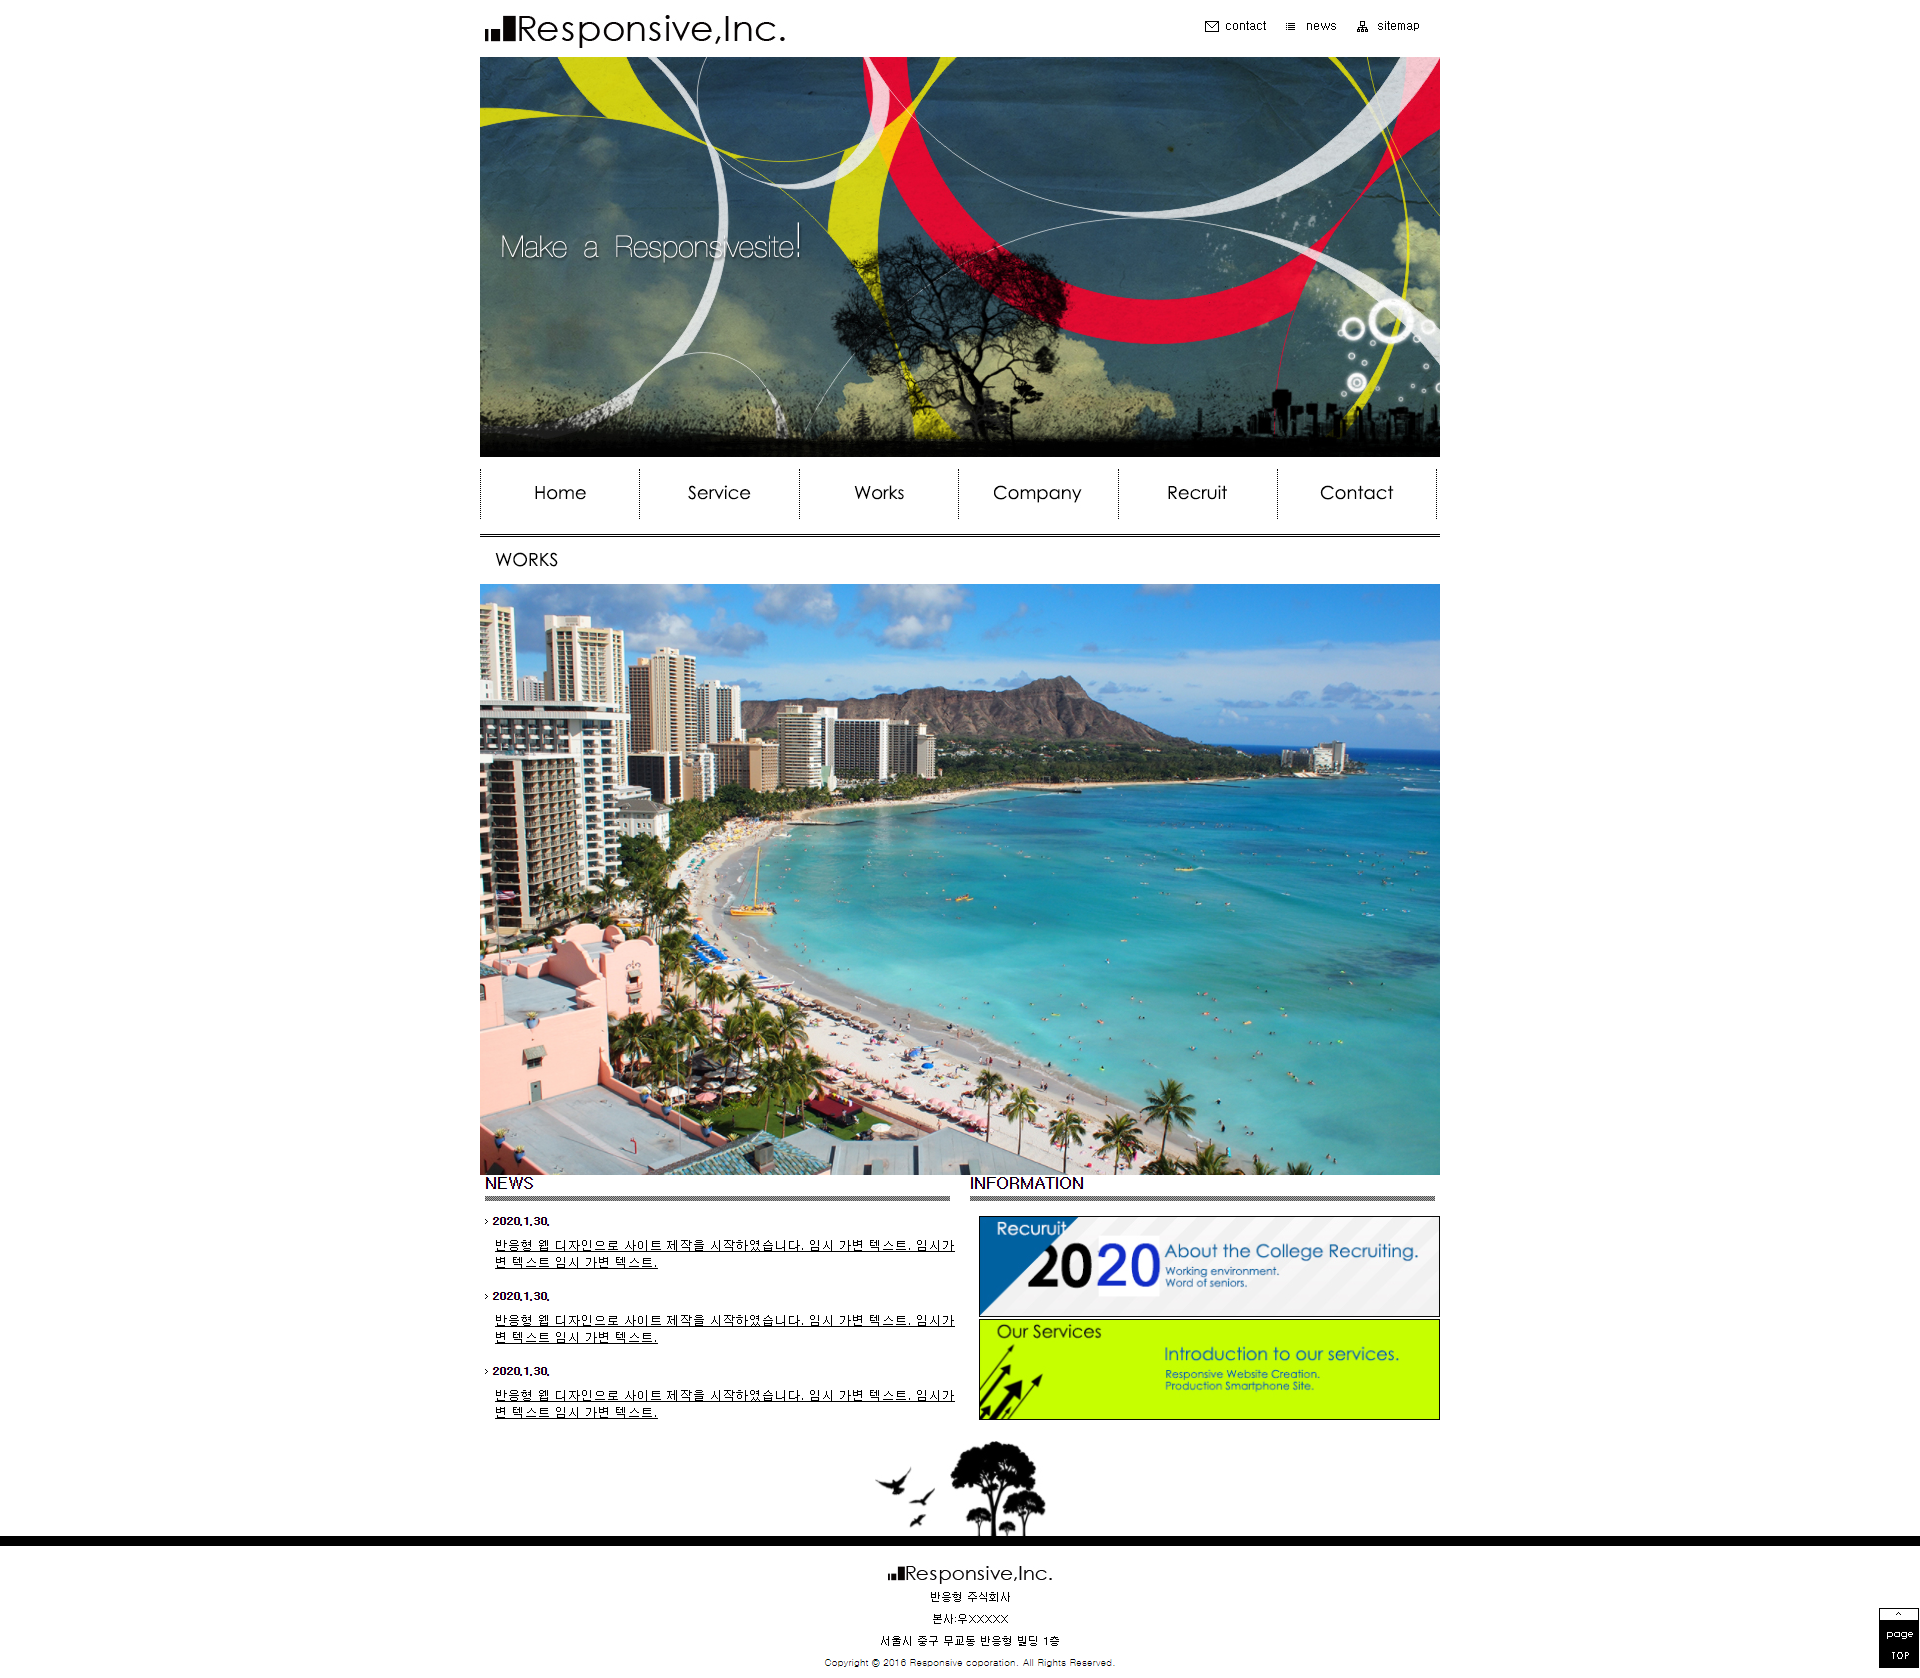 Responsive,Inc.
contact news sitemap
Make a Responsivesite!
Home Service Works Company Recruit Contact
WORKS
NEWS
2020.1.30.
반응형 웹 디자인으로 사이트 제작을 시작하였습니다. 임시 가변 텍스트. 임시가
변 텍스트 임시 가변 텍스트.
2020.1.30.
반응형 웹 디자인으로 사이트 제작을 시작하였습니다. 임시 가변 텍스트. 임시가
변 텍스트 임시 가변 텍스트.
2020.1.30.
반응형 웹 디자인으로 사이트 제작을 시작하였습니다. 임시 가변 텍스트. 임시가
변 텍스트 임시 가변 텍스트.
INFORMATION
Recuruit
2020
About the College Recruiting.
Working environment.
Word of seniors.
Our Services
Introduction to our services.
Responsive Website Creation.
Production Smartphone Site.
Responsive,Inc.
반응형 주식회사
본사:우XXXXX
서울시 중구 무교동 반응형 빌딩 1층
Copyright © 2016 Responsive coporation. All Rights Reserved.
page
TOP